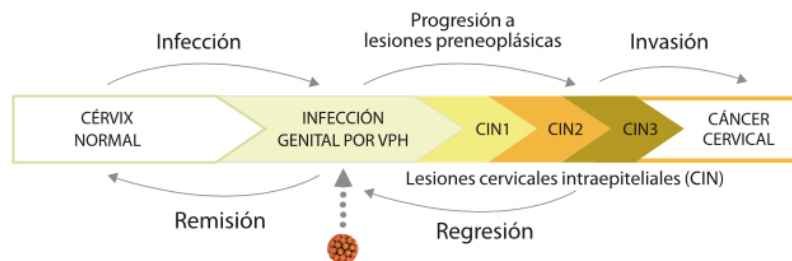 Infección
Progresión a
lesiones preneoplásicas
Invasión
CÉRVIX
NORMAL
INFECCIÓN
GENITAL POR VPH
CIN1
CIN2
CIN3
CÁNCER
CERVICAL
Lesiones cervicales intraepiteliales (CIN)
Remisión
Regresión